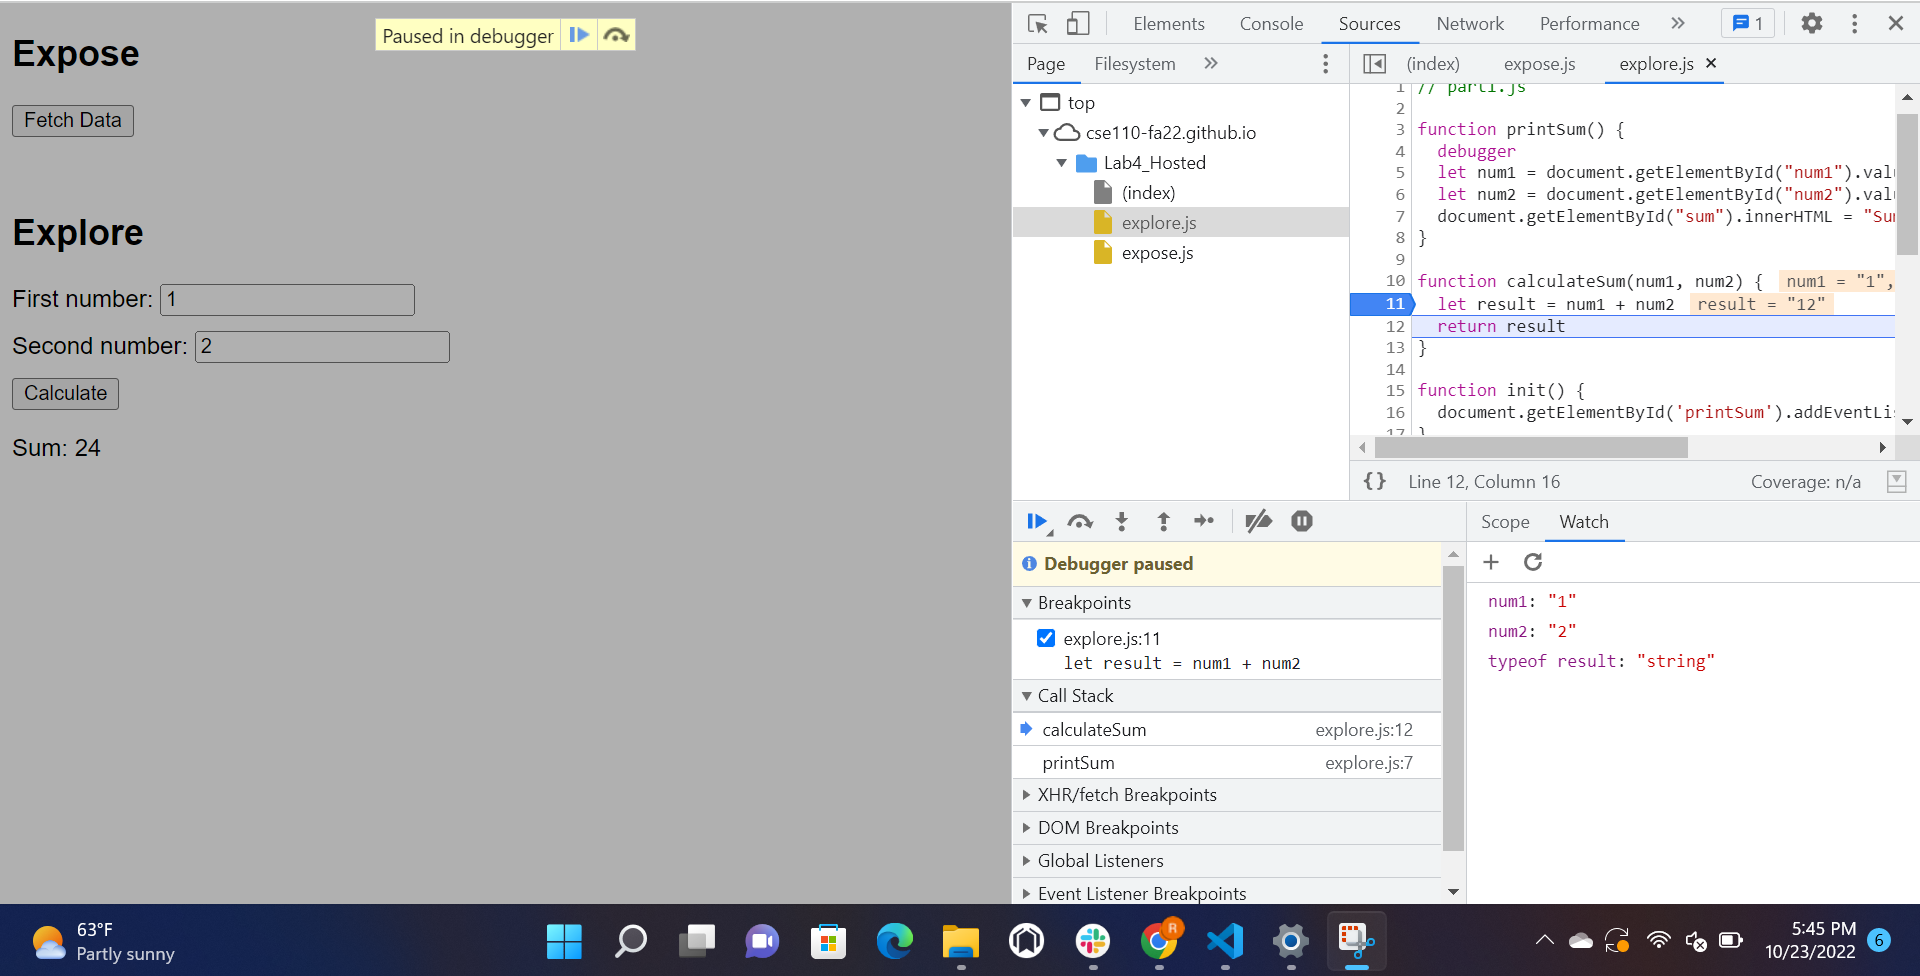 Expose
Paused in debugger
Fetch Data
Explore
First number: 1
Second number: 2
Calculate
Sum: 24
Elements Console Sources Network Performance 1
Page Filesystem
(index) expose.js explore.js
top
cse110-fa22.github.io
Lab4_Hosted
(index)
explore.js
expose.js
1 // part1.js
2
3 function printSum() {
4 debugger
5 let num1 = document.getElementById("num1").val
6 let num2 = document.getElementById("num2").val
7 document.getElementById("sum").innerHTML = "Su
8 }
9
10 function calculateSum(num1, num2) { num1 = "1",
11 let result = num1 + num2 result = "12"
12 return result
13 }
14
15 function init() {
16 document.getElementById('printSum').addEventLi
17 }
{} Line 12, Column 16 Coverage: n/a
Debugger paused
Breakpoints
explore.js:11
let result = num1 + num2
Call Stack
calculateSum explore.js:12
printSum explore.js:7
XHR/fetch Breakpoints
DOM Breakpoints
Global Listeners
Event Listener Breakpoints
Scope Watch
num1: "1"
num2: "2"
typeof result: "string"
63°F
Partly sunny
R
5:45 PM
10/23/2022
6